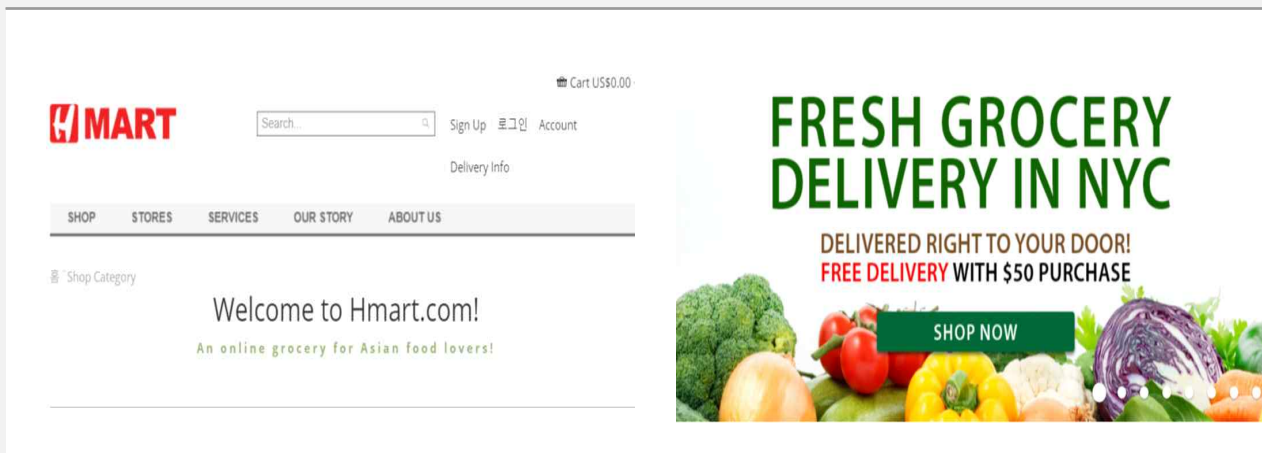 Cart US$0.00
H MART
Search...
Sign Up 로그인 Account
Delivery Info
SHOP STORES SERVICES OUR STORY ABOUT US
홈 Shop Category
Welcome to Hmart.com!
An online grocery for Asian food lovers!
FRESH GROCERY
DELIVERY IN NYC
DELIVERED RIGHT TO YOUR DOOR!
FREE DELIVERY WITH $50 PURCHASE
SHOP NOW